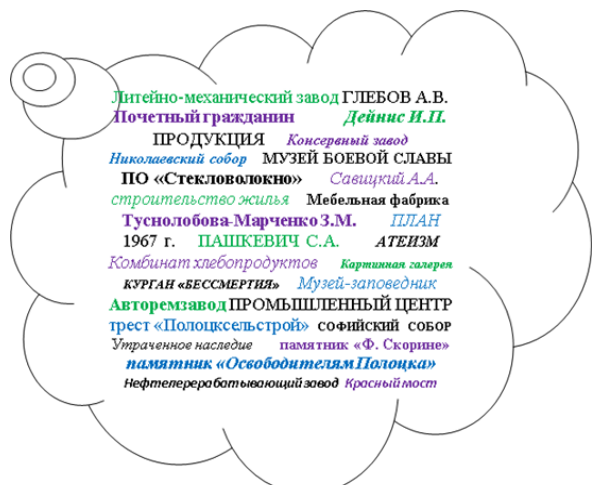 Литейно-механический завод ГЛЕБОВ А.В.
Почетный гражданин Дейнис И.П.
ПРОДУКЦИЯ Консервный завод
Николаевский собор МУЗЕЙ БОЕВОЙ СЛАВЫ
ПО «Стекловолокно» Савицкий А.А.
строительство жилья Мебельная фабрика
Туснолобова-Марченко З.М. ПЛАН
1967 г. ПАШКЕВИЧ С.А. АТЕИЗМ
Комбинат хлебопродуктов Картинная галерея
КУРГАН «БЕССМЕРТИЯ» Музей-заповедник
Авторемзавод ПРОМЫШЛЕННЫЙ ЦЕНТР
трест «Полоцксельстрой» СОФИЙСКИЙ СОБОР
Утраченное наследие памятник «Ф. Скорине»
памятник «Освободителям Полоцка»
Нефтеперерабатывающий завод Красный мост